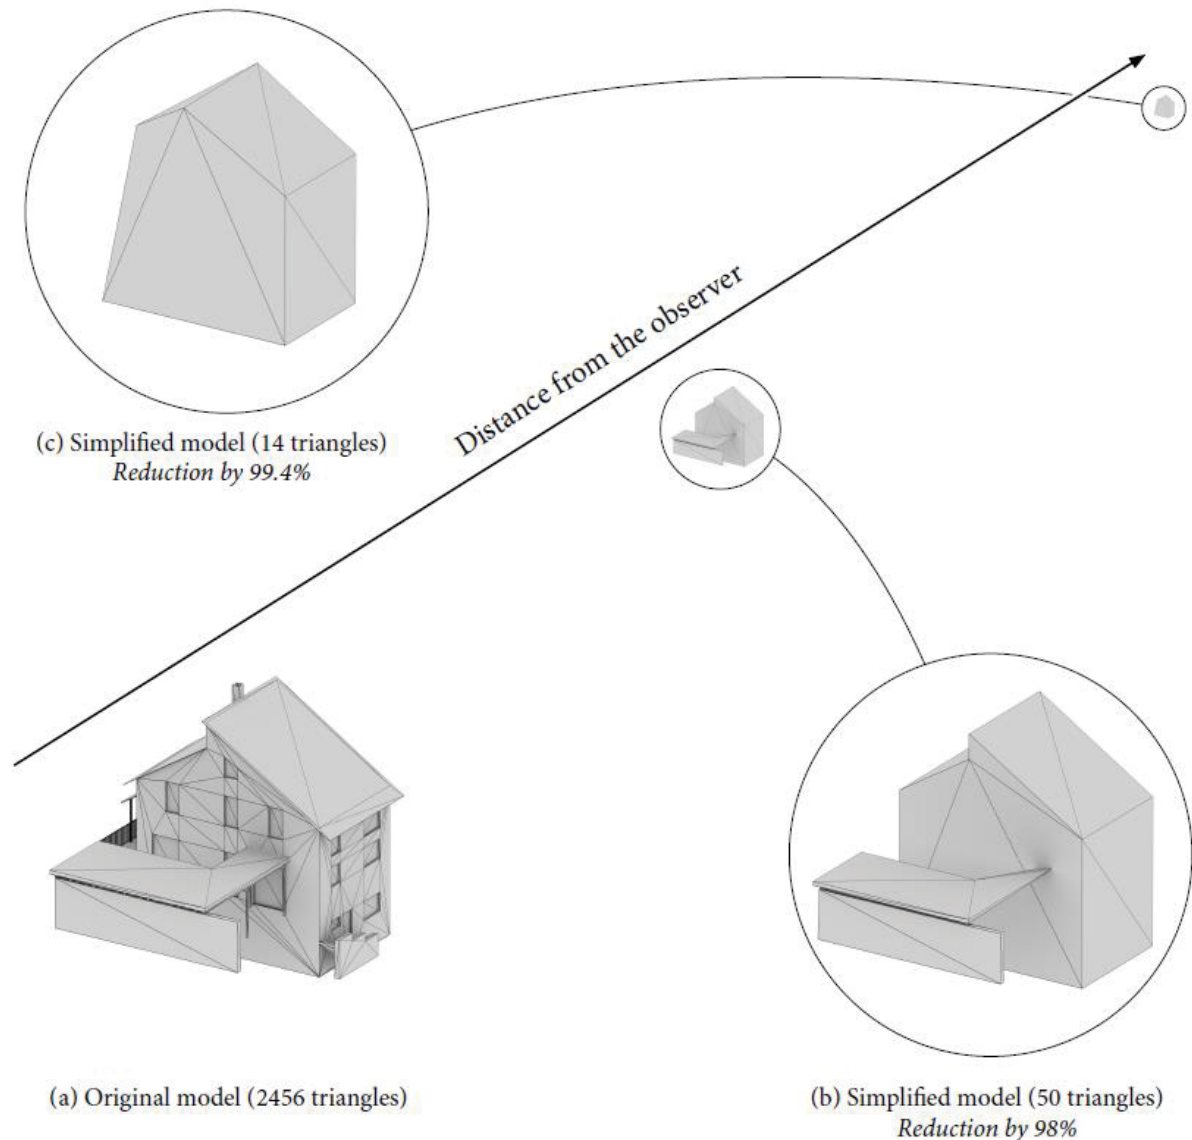 (c) Simplified model (14 triangles)
Reduction by 99.4%
Distance from the observer
(a) Original model (2456 triangles)
(b) Simplified model (50 triangles)
Reduction by 98%